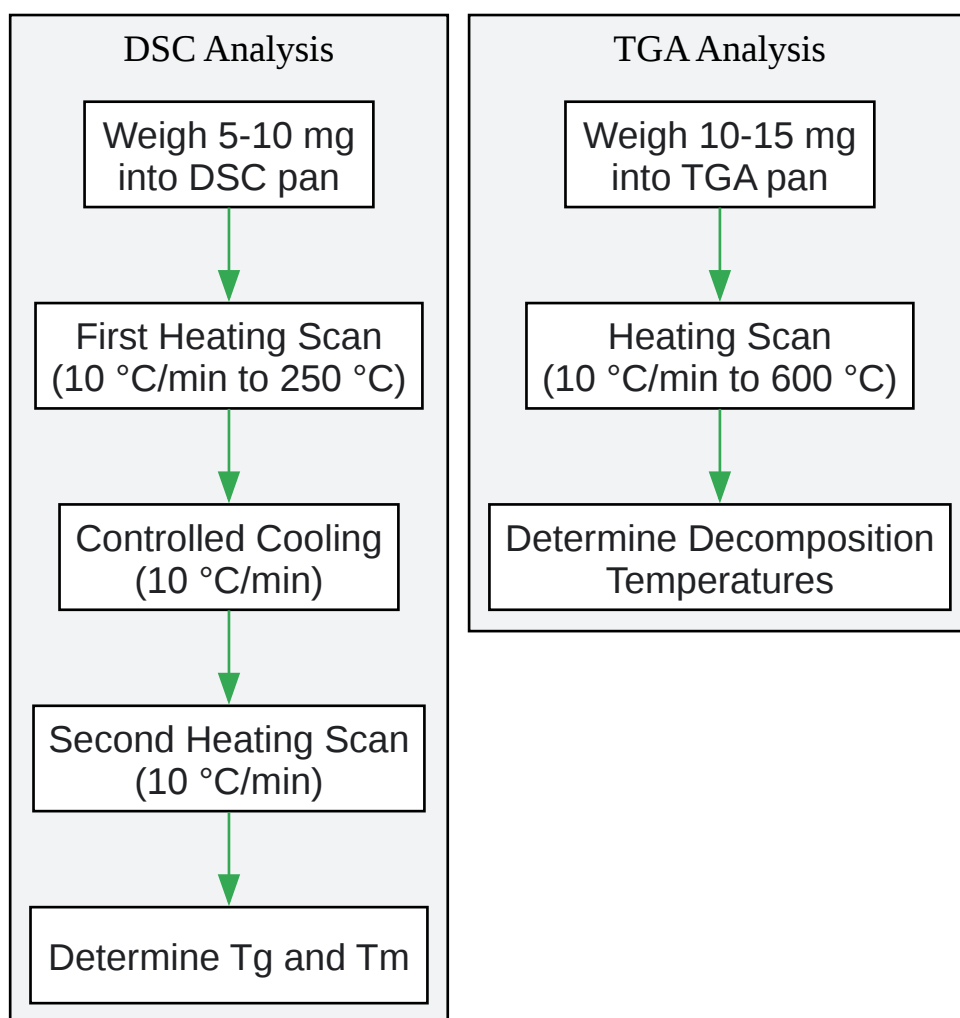 DSC Analysis
Weigh 5-10 mg
into DSC pan
First Heating Scan
(10 °C/min to 250 °C)
Controlled Cooling
(10 °C/min)
Second Heating Scan
(10 °C/min)
Determine Tg and Tm
TGA Analysis
Weigh 10-15 mg
into TGA pan
Heating Scan
(10 °C/min to 600 °C)
Determine Decomposition
Temperatures